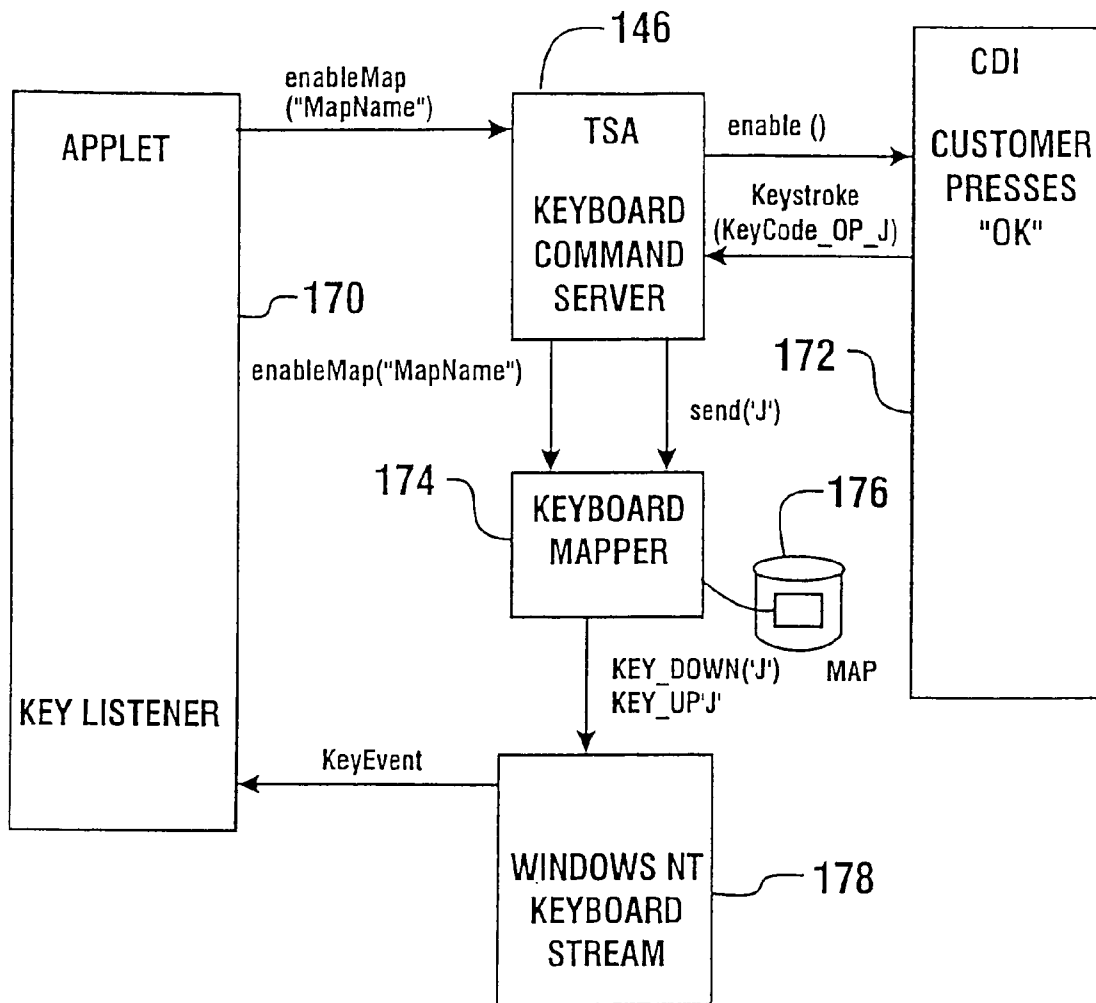 146
enableMap
("MapName")
APPLET
TSA
KEYBOARD
COMMAND
SERVER
enable ()
Keystroke
(KeyCode_OP_J)
CDI
CUSTOMER
PRESSES
"OK"
170
172
enableMap("MapName")
send('J')
174
KEYBOARD
MAPPER
176
MAP
KEY_DOWN('J')
KEY_UP'J'
KEY LISTENER
KeyEvent
WINDOWS NT
KEYBOARD
STREAM
178